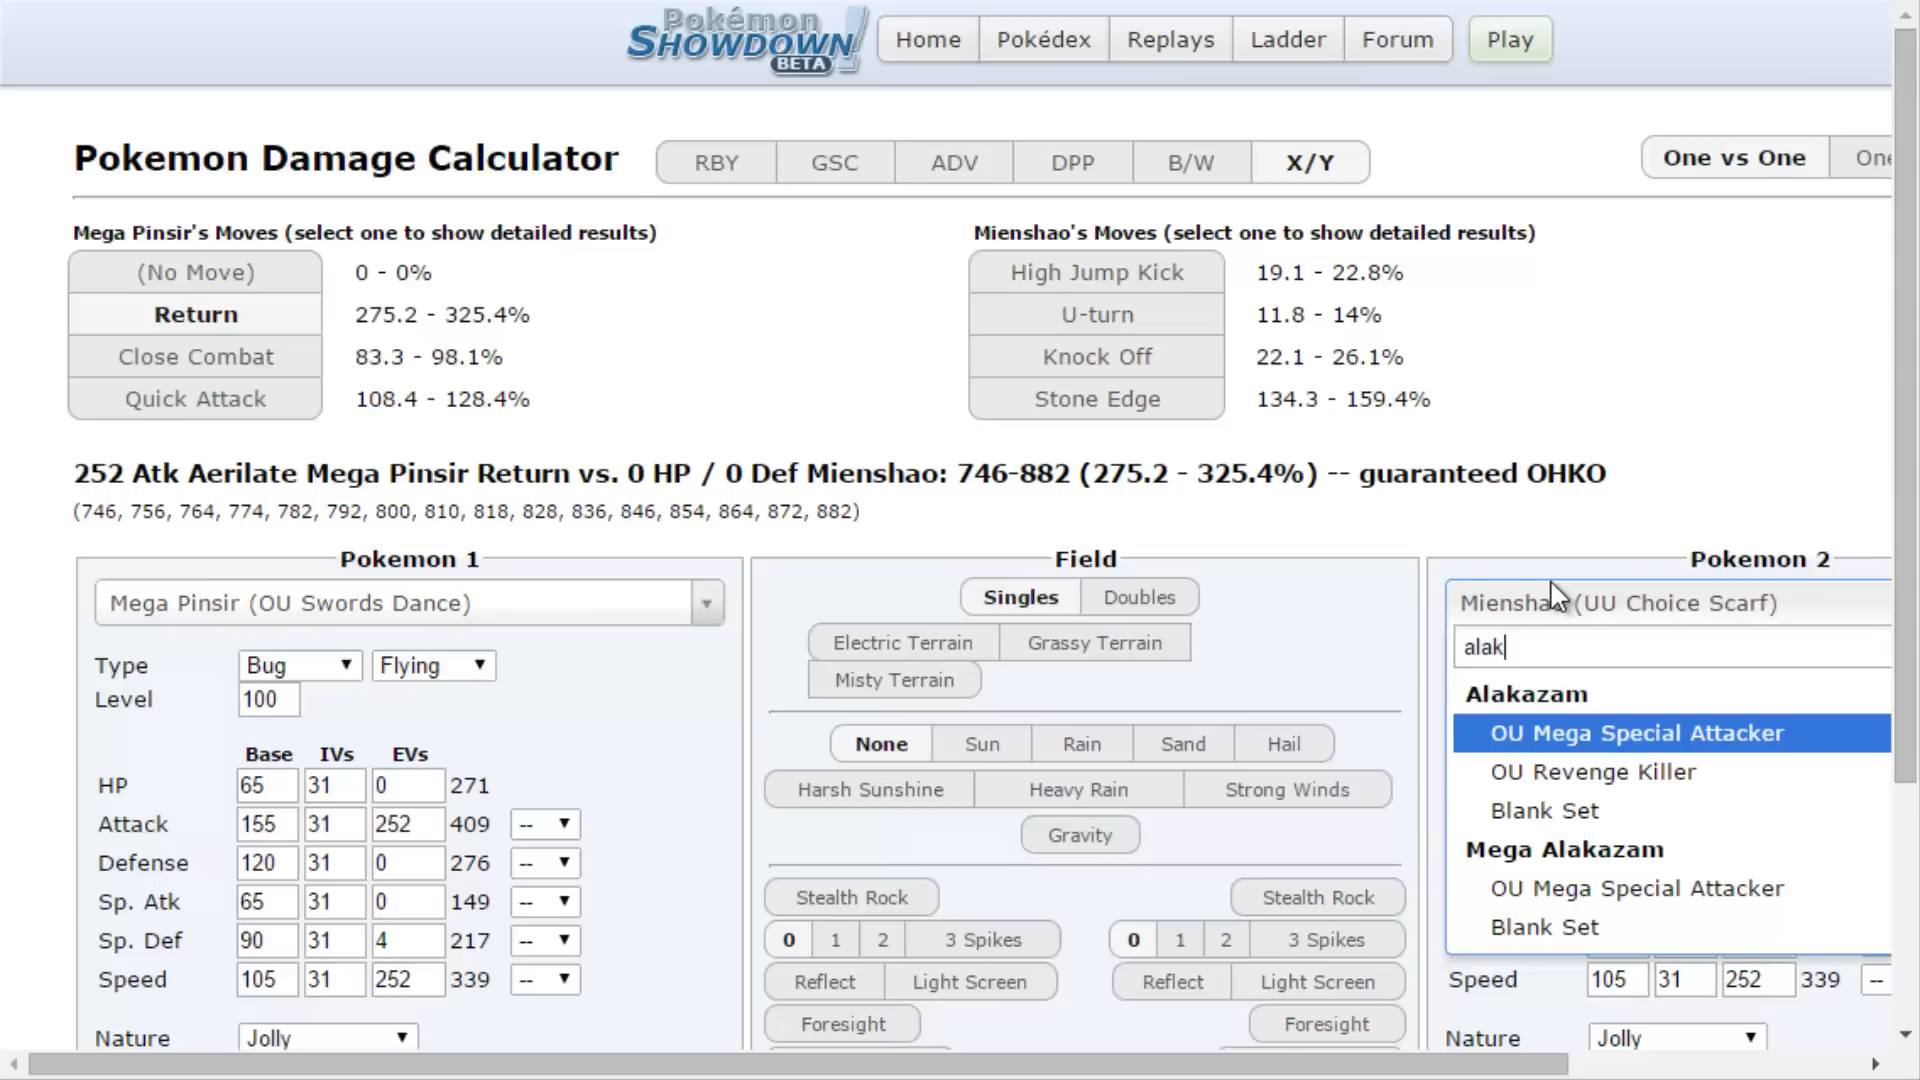 Pokémon Showdown BETA
Home Pokédex Replays Ladder Forum Play
Pokemon Damage Calculator RBY GSC ADV DPP B/W X/Y One vs One
Mega Pinsir's Moves (select one to show detailed results)
(No Move) 0 - 0%
Return 275.2 - 325.4%
Close Combat 83.3 - 98.1%
Quick Attack 108.4 - 128.4%
Mienshao's Moves (select one to show detailed results)
High Jump Kick 19.1 - 22.8%
U-turn 11.8 - 14%
Knock Off 22.1 - 26.1%
Stone Edge 134.3 - 159.4%
252 Atk Aerilate Mega Pinsir Return vs. 0 HP / 0 Def Mienshao: 746-882 (275.2 - 325.4%) -- guaranteed OHKO
(746, 756, 764, 774, 782, 792, 800, 810, 818, 828, 836, 846, 854, 864, 872, 882)
Pokemon 1
Mega Pinsir (OU Swords Dance)
Type Bug Flying
Level 100
Base IVs EVs
HP 65 31 0 271
Attack 155 31 252 409 --
Defense 120 31 0 276 --
Sp. Atk 65 31 0 149 --
Sp. Def 90 31 4 217 --
Speed 105 31 252 339 --
Nature Jolly
Field
Singles Doubles
Electric Terrain Grassy Terrain
Misty Terrain
None Sun Rain Sand Hail
Harsh Sunshine Heavy Rain Strong Winds
Gravity
Stealth Rock Stealth Rock
0 1 2 3 Spikes 0 1 2 3 Spikes
Reflect Light Screen Reflect Light Screen
Foresight Foresight
Pokemon 2
(UU Choice Scarf)
alak
Alakazam
OU Mega Special Attacker
OU Revenge Killer
Blank Set
Mega Alakazam
OU Mega Special Attacker
Blank Set
Speed 105 31 252 339 --
Nature Jolly